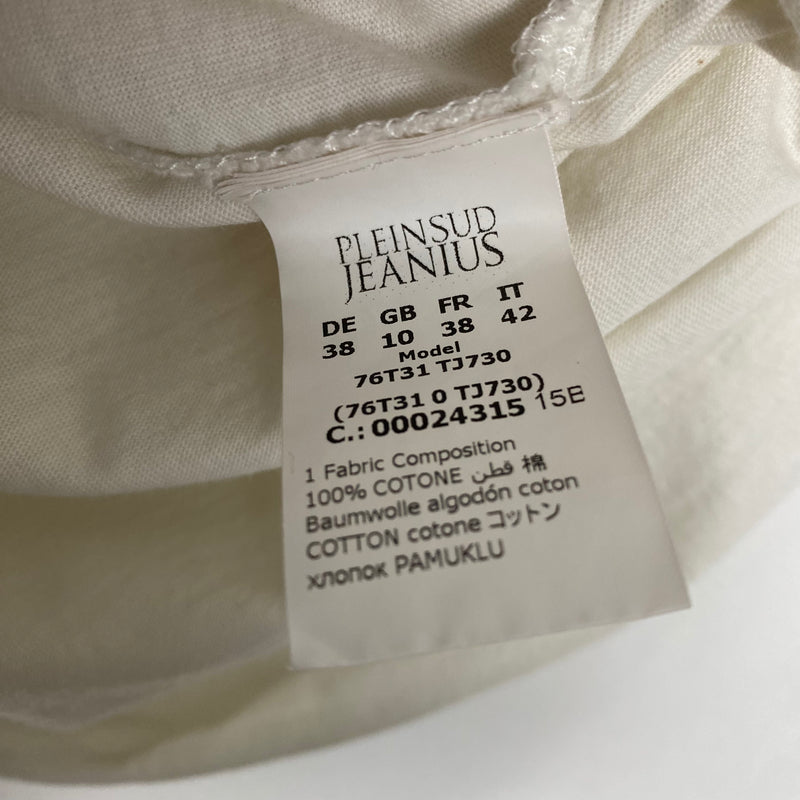 PLEINSUD
JEANIUS
DE GB FR IT
38 10 38 42
Model
76T31 TJ730
(76T31 0 TJ730)
C.: 00024315 15E
1 Fabric Composition
100% COTONE قطن 棉
Baumwolle algodón coton
COTTON cotone コットン
хлопок PAMUKLU